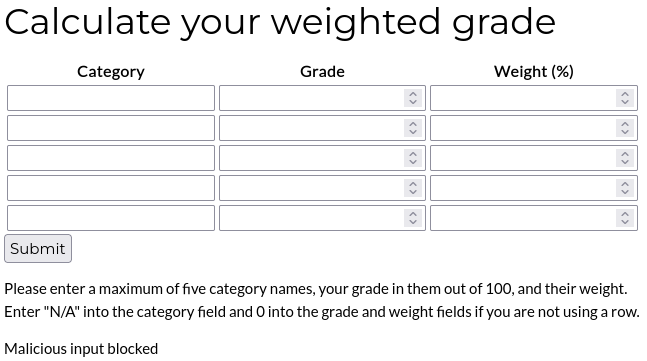 Calculate your weighted grade
Category Grade Weight (%)
Submit
Please enter a maximum of five category names, your grade in them out of 100, and their weight.
Enter "N/A" into the category field and 0 into the grade and weight fields if you are not using a row.
Malicious input blocked